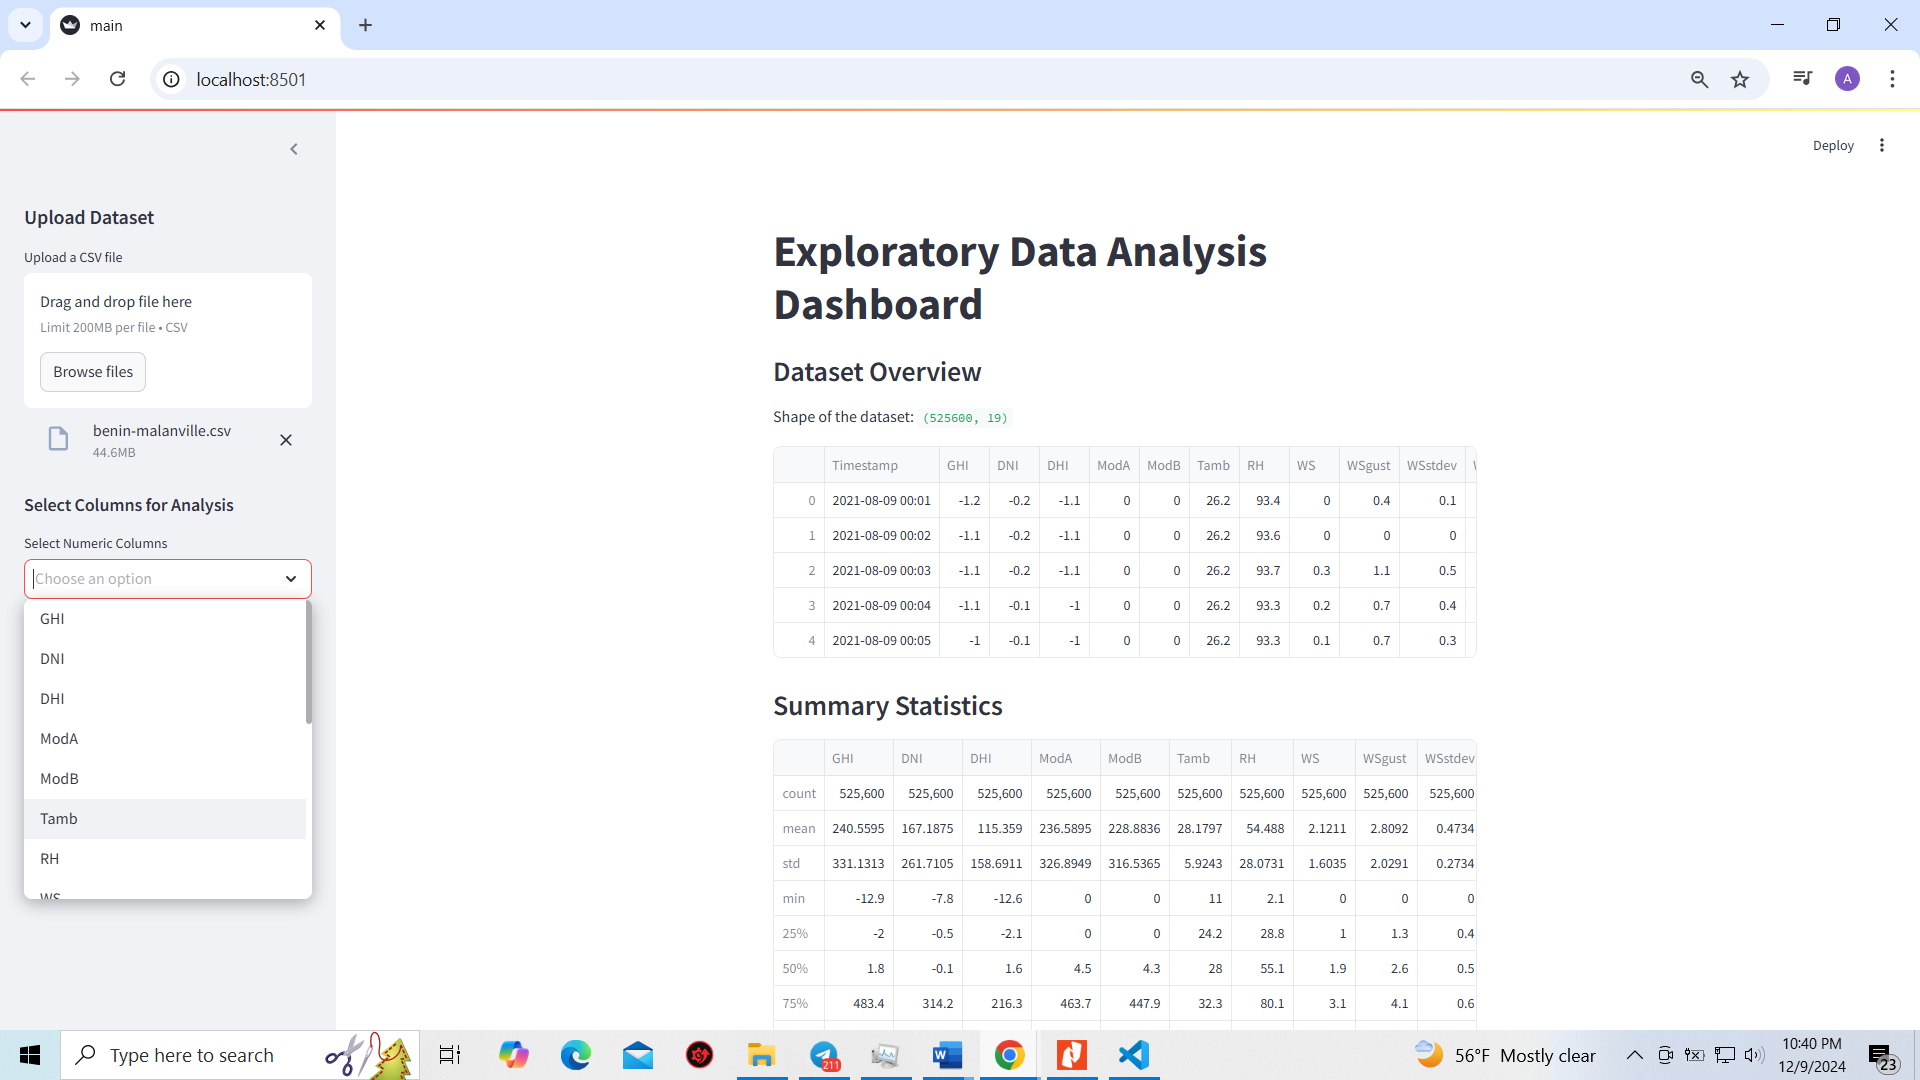 main
localhost:8501
A
Deploy
Upload Dataset
Upload a CSV file
Drag and drop file here
Limit 200MB per file • CSV
Browse files
benin-malanville.csv
44.6MB
Select Columns for Analysis
Select Numeric Columns
Choose an option
GHI
DNI
DHI
ModA
ModB
Tamb
RH
WS
Exploratory Data Analysis
Dashboard
Dataset Overview
Shape of the dataset: (525600, 19)
Timestamp GHI DNI DHI ModA ModB Tamb RH WS WSgust WSstdev
0 2021-08-09 00:01 -1.2 -0.2 -1.1 0 0 26.2 93.4 0 0.4 0.1
1 2021-08-09 00:02 -1.1 -0.2 -1.1 0 0 26.2 93.6 0 0 0
2 2021-08-09 00:03 -1.1 -0.2 -1.1 0 0 26.2 93.7 0.3 1.1 0.5
3 2021-08-09 00:04 -1.1 -0.1 -1 0 0 26.2 93.3 0.2 0.7 0.4
4 2021-08-09 00:05 -1 -0.1 -1 0 0 26.2 93.3 0.1 0.7 0.3
Summary Statistics
GHI DNI DHI ModA ModB Tamb RH WS WSgust WSstdev
count 525,600 525,600 525,600 525,600 525,600 525,600 525,600 525,600 525,600 525,600
mean 240.5595 167.1875 115.359 236.5895 228.8836 28.1797 54.488 2.1211 2.8092 0.4734
std 331.1313 261.7105 158.6911 326.8949 316.5365 5.9243 28.0731 1.6035 2.0291 0.2734
min -12.9 -7.8 -12.6 0 0 11 2.1 0 0 0
25% -2 -0.5 -2.1 0 0 24.2 28.8 1 1.3 0.4
50% 1.8 -0.1 1.6 4.5 4.3 28 55.1 1.9 2.6 0.5
75% 483.4 314.2 216.3 463.7 447.9 32.3 80.1 3.1 4.1 0.6
Type here to search
211
W
56°F Mostly clear
10:40 PM
12/9/2024
23